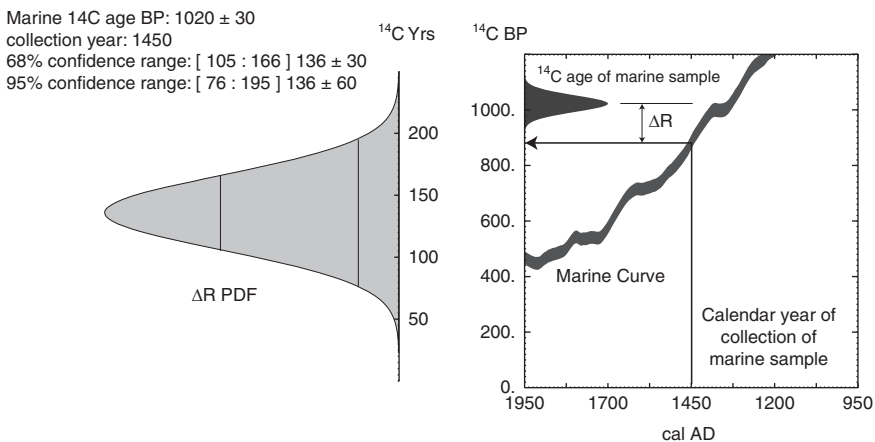 Marine 14C age BP: 1020 ± 30
collection year: 1450
68% confidence range: [ 105 : 166 ] 136 ± 30
95% confidence range: [ 76 : 195 ] 136 ± 60
¹⁴C Yrs
200
150
100
50
ΔR PDF
¹⁴C BP
¹⁴C age of marine sample
ΔR
1000.
800.
600.
400.
200.
0.
Marine Curve
Calendar year of
collection of
marine sample
1950 1700 1450 1200 950
cal AD